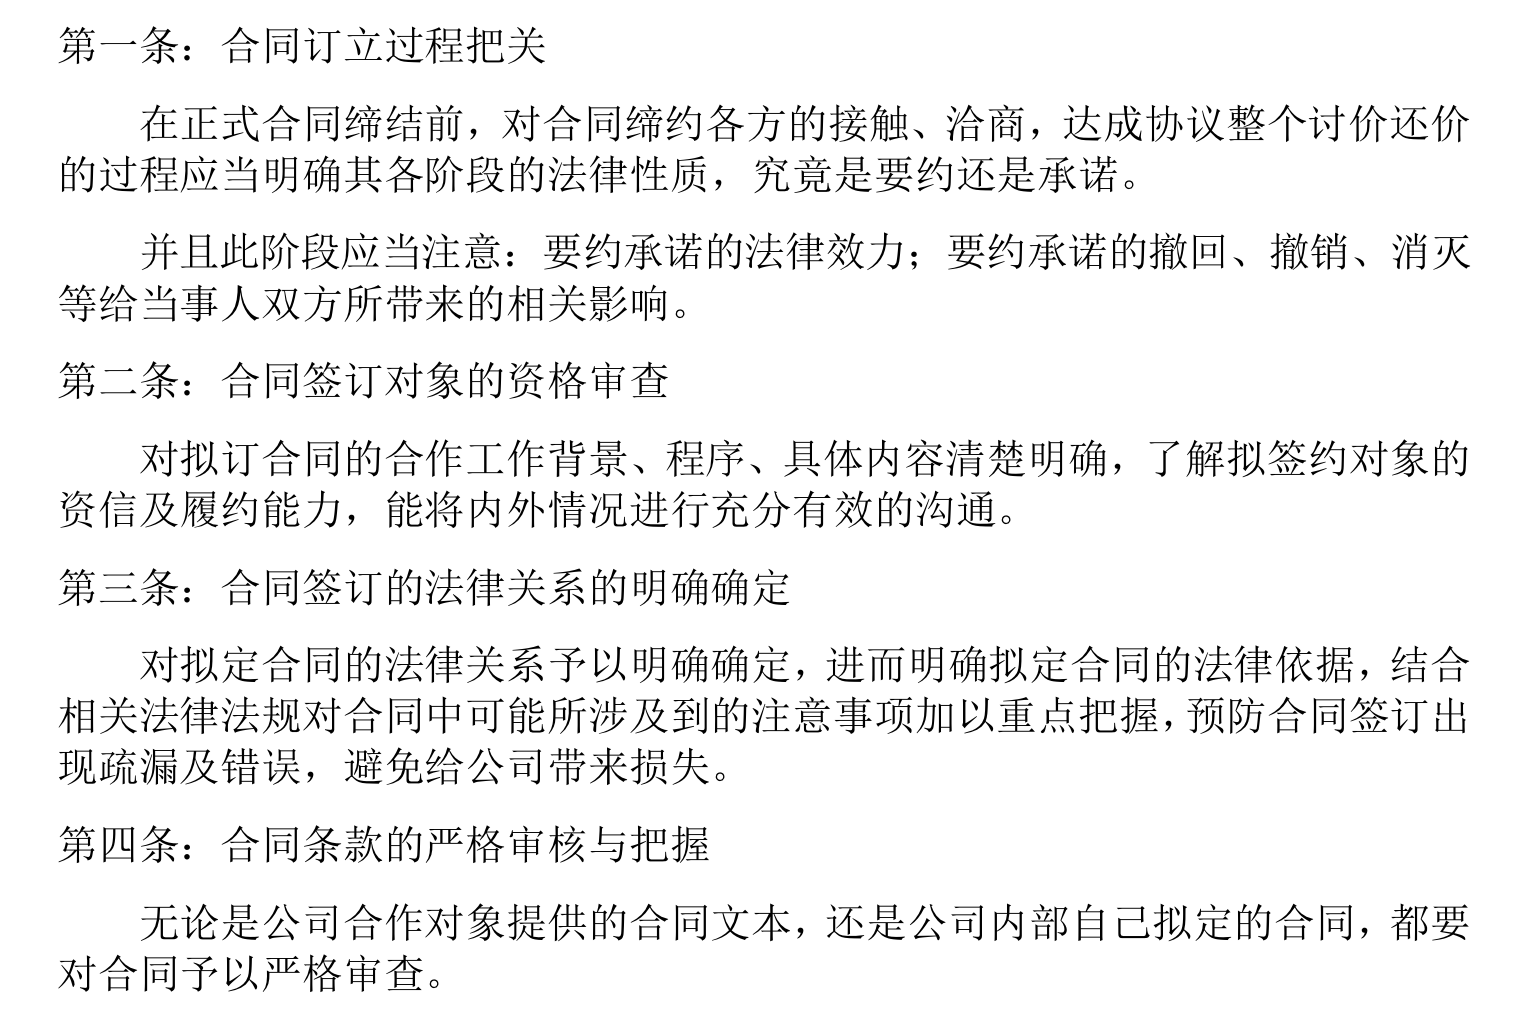 第一条：合同订立过程把关
在正式合同缔结前，对合同缔约各方的接触、洽商，达成协议整个讨价还价
的过程应当明确其各阶段的法律性质，究竟是要约还是承诺。
并且此阶段应当注意：要约承诺的法律效力；要约承诺的撤回、撤销、消灭
等给当事人双方所带来的相关影响。
第二条：合同签订对象的资格审查
对拟订合同的合作工作背景、程序、具体内容清楚明确，了解拟签约对象的
资信及履约能力，能将内外情况进行充分有效的沟通。
第三条：合同签订的法律关系的明确确定
对拟定合同的法律关系予以明确确定，进而明确拟定合同的法律依据，结合
相关法律法规对合同中可能所涉及到的注意事项加以重点把握，预防合同签订出
现疏漏及错误，避免给公司带来损失。
第四条：合同条款的严格审核与把握
无论是公司合作对象提供的合同文本，还是公司内部自己拟定的合同，都要
对合同予以严格审查。